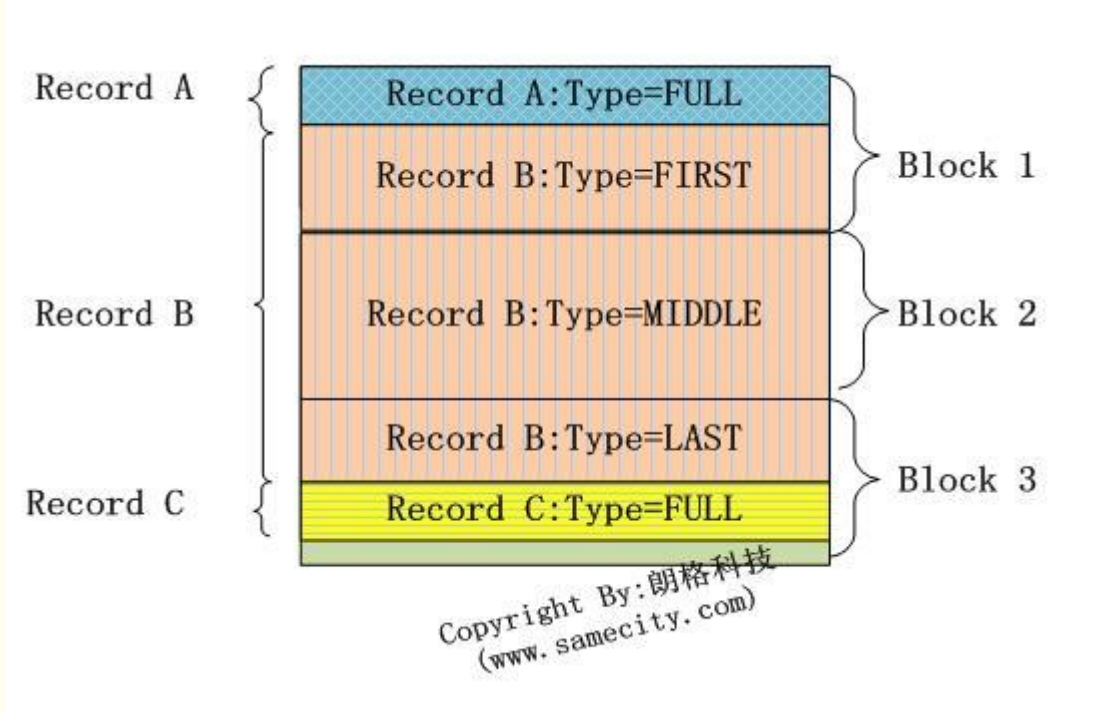 Record A
Record A:Type=FULL
Record B:Type=FIRST
Block 1
Record B
Record B:Type=MIDDLE
Block 2
Record B:Type=LAST
Block 3
Record C
Record C:Type=FULL
Copyright By:朗格科技
(www.samecity.com)